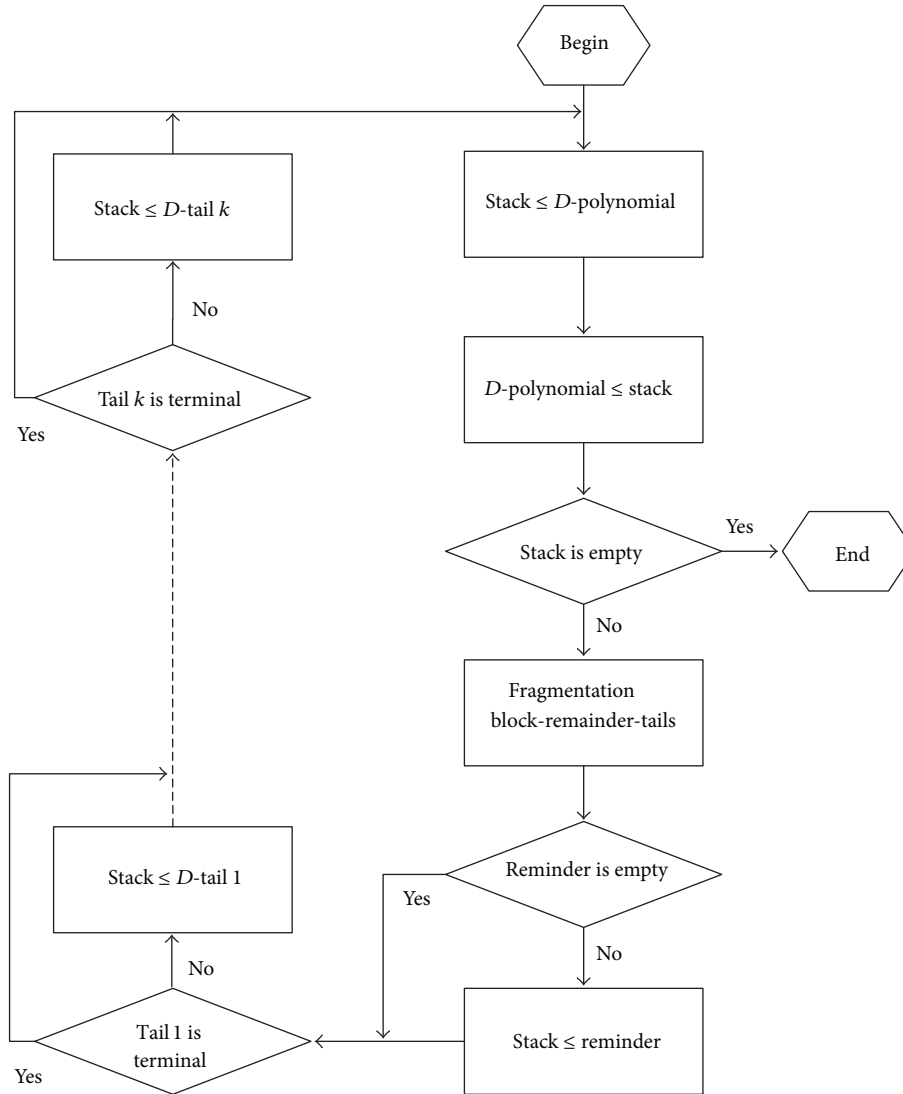 Begin
Stack ≤ D-tail k
Stack ≤ D-polynomial
No
D-polynomial ≤ stack
Tail k is terminal
Yes
Yes
Stack is empty
End
No
Fragmentation
block-remainder-tails
Stack ≤ D-tail 1
Reminder is empty
Yes
No
No
Tail 1 is
terminal
Stack ≤ reminder
Yes